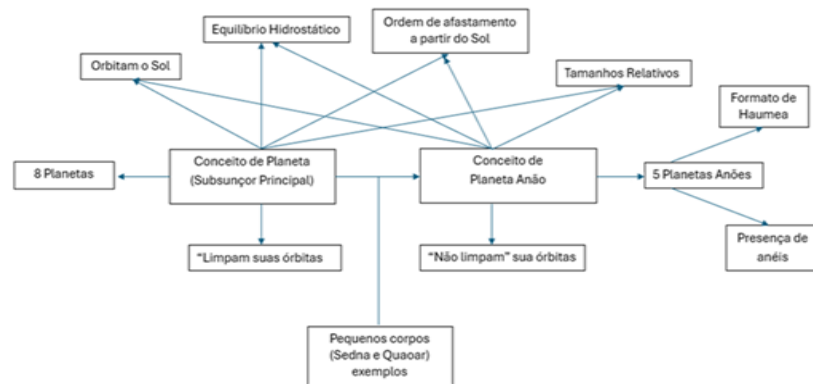 Equilíbrio Hidrostático
Ordem de afastamento
a partir do Sol
Orbitam o Sol
Tamanhos Relativos
Formato de
Haumea
8 Planetas
Conceito de Planeta
(Subsunçor Principal)
Conceito de
Planeta Anão
5 Planetas Anões
"Limpam suas órbitas
"Não limpam" sua órbitas
Presença de
anéis
Pequenos corpos
(Sedna e Quaoar)
exemplos